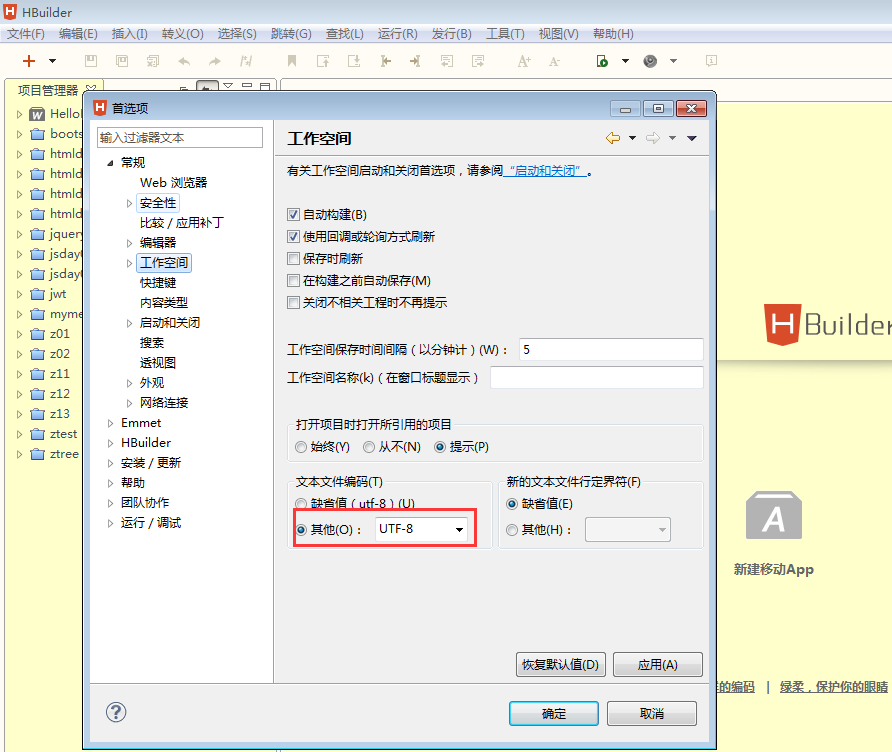 HBuilder
文件(F) 编辑(E) 插入(I) 转义(O) 选择(S) 跳转(G) 查找(L) 运行(R) 发行(B) 工具(T) 视图(V) 帮助(H)
项目管理器
Hello
boots
htmld
htmld
htmld
htmld
jquery
jsday
jsday
jwt
myme
z01
z02
z11
z12
z13
ztest
ztree
首选项
输入过滤器文本
常规
Web 浏览器
安全性
比较 / 应用补丁
编辑器
工作空间
快捷键
内容类型
启动和关闭
搜索
透视图
外观
网络连接
Emmet
HBuilder
安装 / 更新
帮助
团队协作
运行 / 调试
工作空间
有关工作空间启动和关闭首选项，请参阅“启动和关闭”。
自动构建(B)
使用回调或轮询方式刷新
保存时刷新
在构建之前自动保存(M)
关闭不相关工程时不再提示
工作空间保存时间间隔（以分钟计）(W)： 5
工作空间名称(k)（在窗口标题显示）
打开项目时打开所引用的项目
始终(Y) 从不(N) 提示(P)
文本文件编码(T)
缺省值（utf-8）(U)
其他(O)： UTF-8
新的文本文件行定界符(F)
缺省值(E)
其他(H)：
恢复默认值(D) 应用(A)
确定 取消
HBuilder
A
新建移动App
的编码 | 绿柔，保护你的眼睛